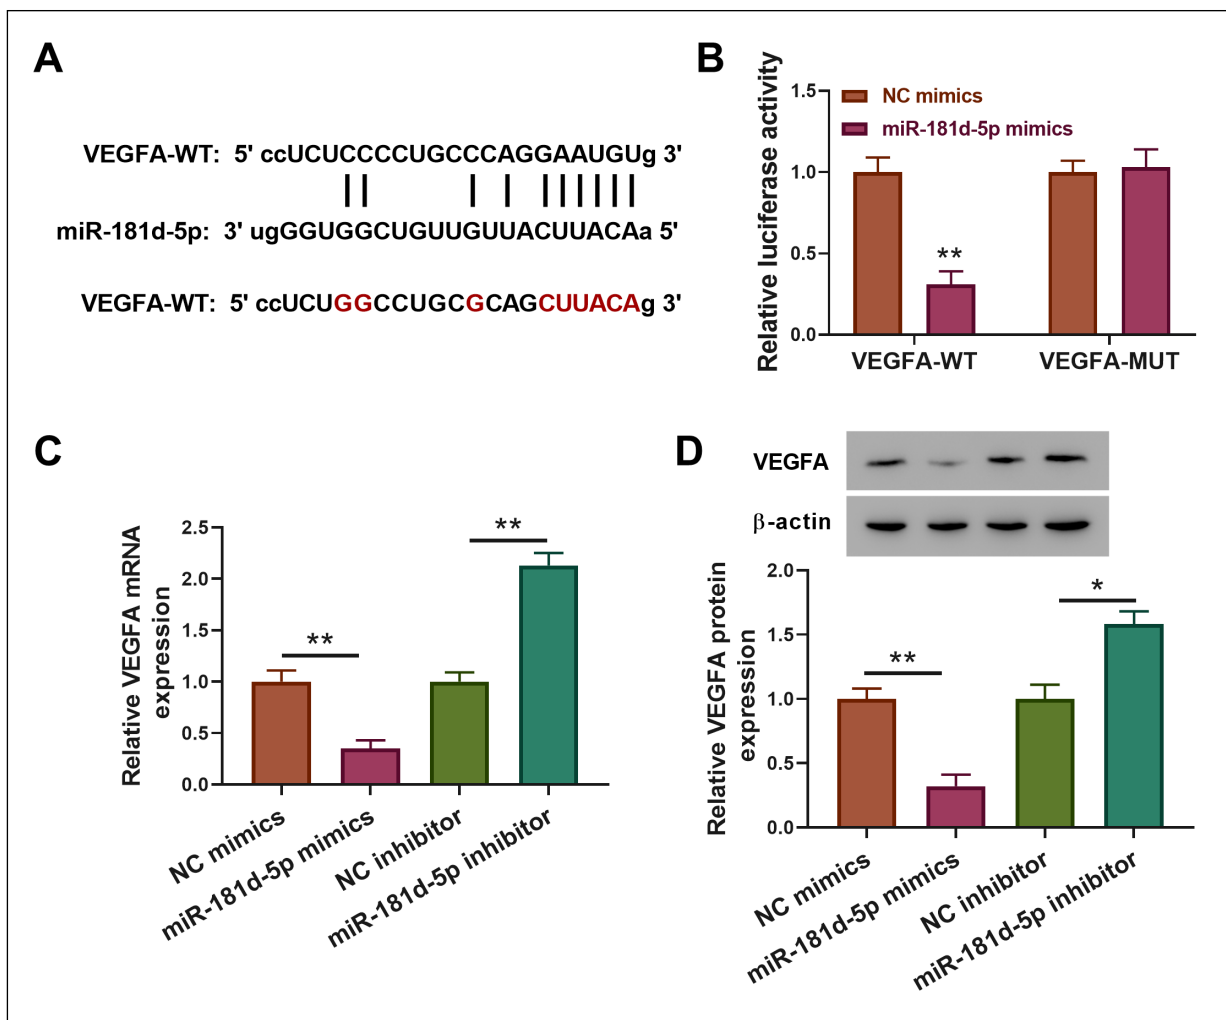 A
VEGFA-WT: 5' ccUCUCCCCUGCCCAGGAAUGUg 3'
miR-181d-5p: 3' ugGGUGGCUGUUGUUACUUACAa 5'
VEGFA-WT: 5' ccUCUGGCCUGCGCAGCUUACAg 3'
B
Relative luciferase activity
1.5
1.0
0.5
0.0
NC mimics
miR-181d-5p mimics
**
VEGFA-WT
VEGFA-MUT
C
Relative VEGFA mRNA
expression
2.5
2.0
1.5
1.0
0.5
0.0
**
**
NC mimics
miR-181d-5p mimics
NC inhibitor
miR-181d-5p inhibitor
D
VEGFA
β-actin
Relative VEGFA protein
expression
2.0
1.5
1.0
0.5
0.0
**
*
NC mimics
miR-181d-5p mimics
NC inhibitor
miR-181d-5p inhibitor